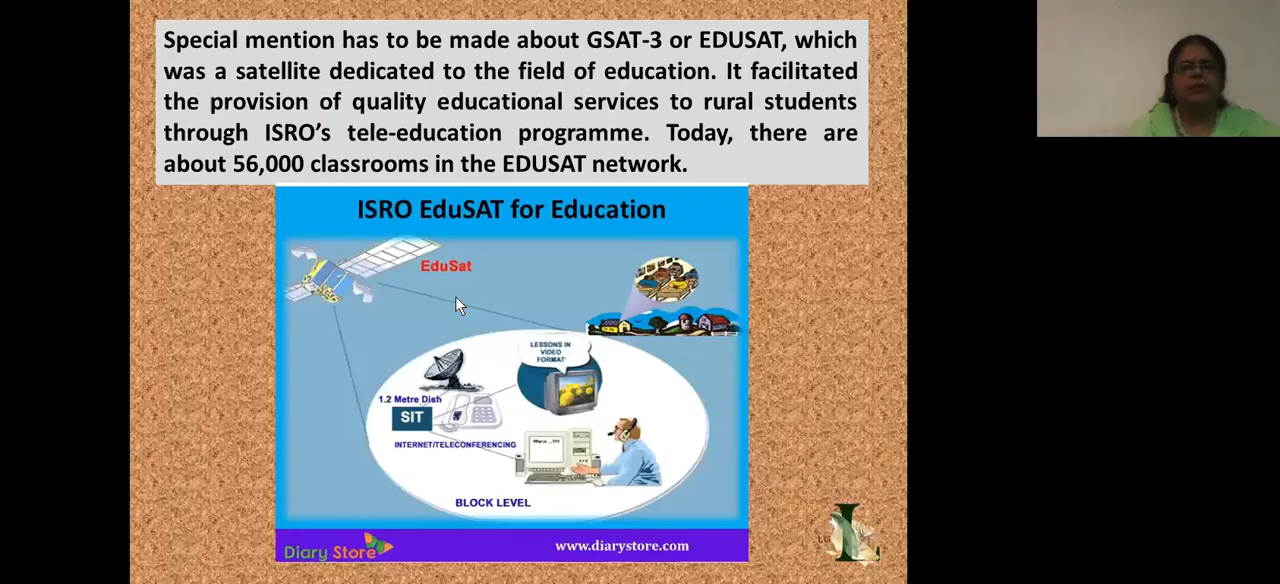 Special mention has to be made about GSAT-3 or EDUSAT, which
was a satellite dedicated to the field of education. It facilitated
the provision of quality educational services to rural students
through ISRO's tele-education programme. Today, there are
about 56,000 classrooms in the EDUSAT network.
ISRO EduSAT for Education
EduSat
LESSONS IN
VIDEO
FORMAT
1.2 Metre Dish
SIT
INTERNET/TELECONFERENCING
BLOCK LEVEL
Diary Store
www.diarystore.com
LG
L